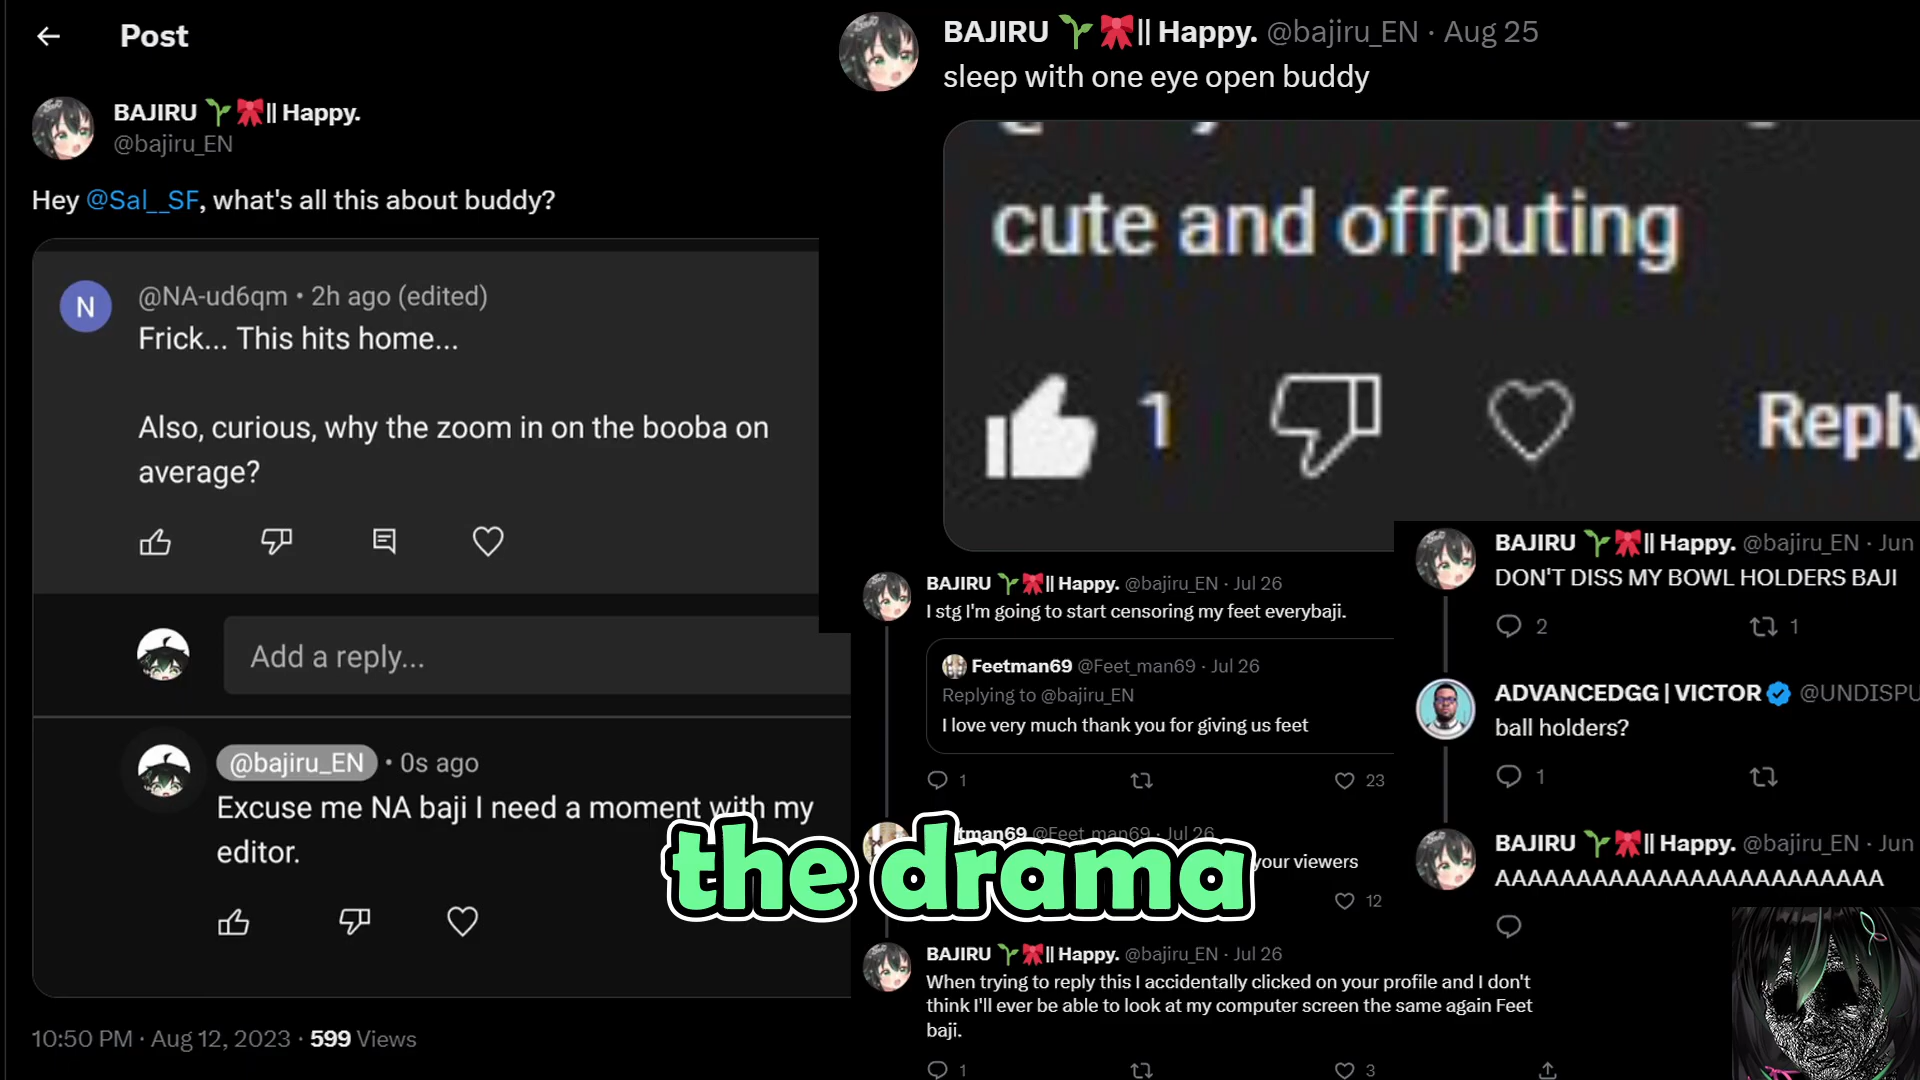 Post
BAJIRU 🌱🎀|| Happy.
@bajiru_EN
Hey @Sal__SF, what's all this about buddy?
N
@NA-ud6qm • 2h ago (edited)
Frick... This hits home...
Also, curious, why the zoom in on the booba on
average?
Add a reply...
@bajiru_EN • 0s ago
Excuse me NA baji I need a moment with my
editor.
10:50 PM · Aug 12, 2023 · 599 Views
BAJIRU 🌱🎀|| Happy. @bajiru_EN · Aug 25
sleep with one eye open buddy
cute and offputing
1
Reply
BAJIRU 🌱🎀|| Happy. @bajiru_EN · Jul 26
I stg I'm going to start censoring my feet everybaji.
Feetman69 @Feet_man69 · Jul 26
Replying to @bajiru_EN
I love very much thank you for giving us feet
1 23
@Feet_man69 · Jul 26
your viewers
12
the drama
BAJIRU 🌱🎀|| Happy. @bajiru_EN · Jul 26
When trying to reply this I accidentally clicked on your profile and I don't
think I'll ever be able to look at my computer screen the same again Feet
baji.
1 3
BAJIRU 🌱🎀|| Happy. @bajiru_EN · Jun
DON'T DISS MY BOWL HOLDERS BAJI
2 1
ADVANCEDGG | VICTOR @UNDISPU
ball holders?
1
BAJIRU 🌱🎀|| Happy. @bajiru_EN · Jun
AAAAAAAAAAAAAAAAAAAAAAAA